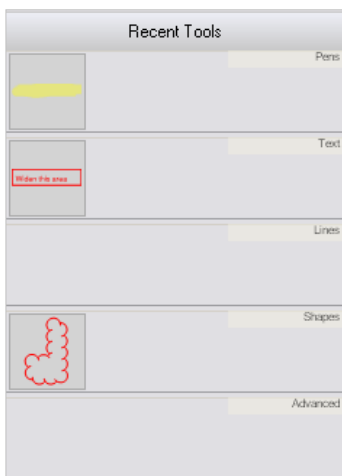 Recent Tools
Pens
Text
Widen this area
Lines
Shapes
Advanced